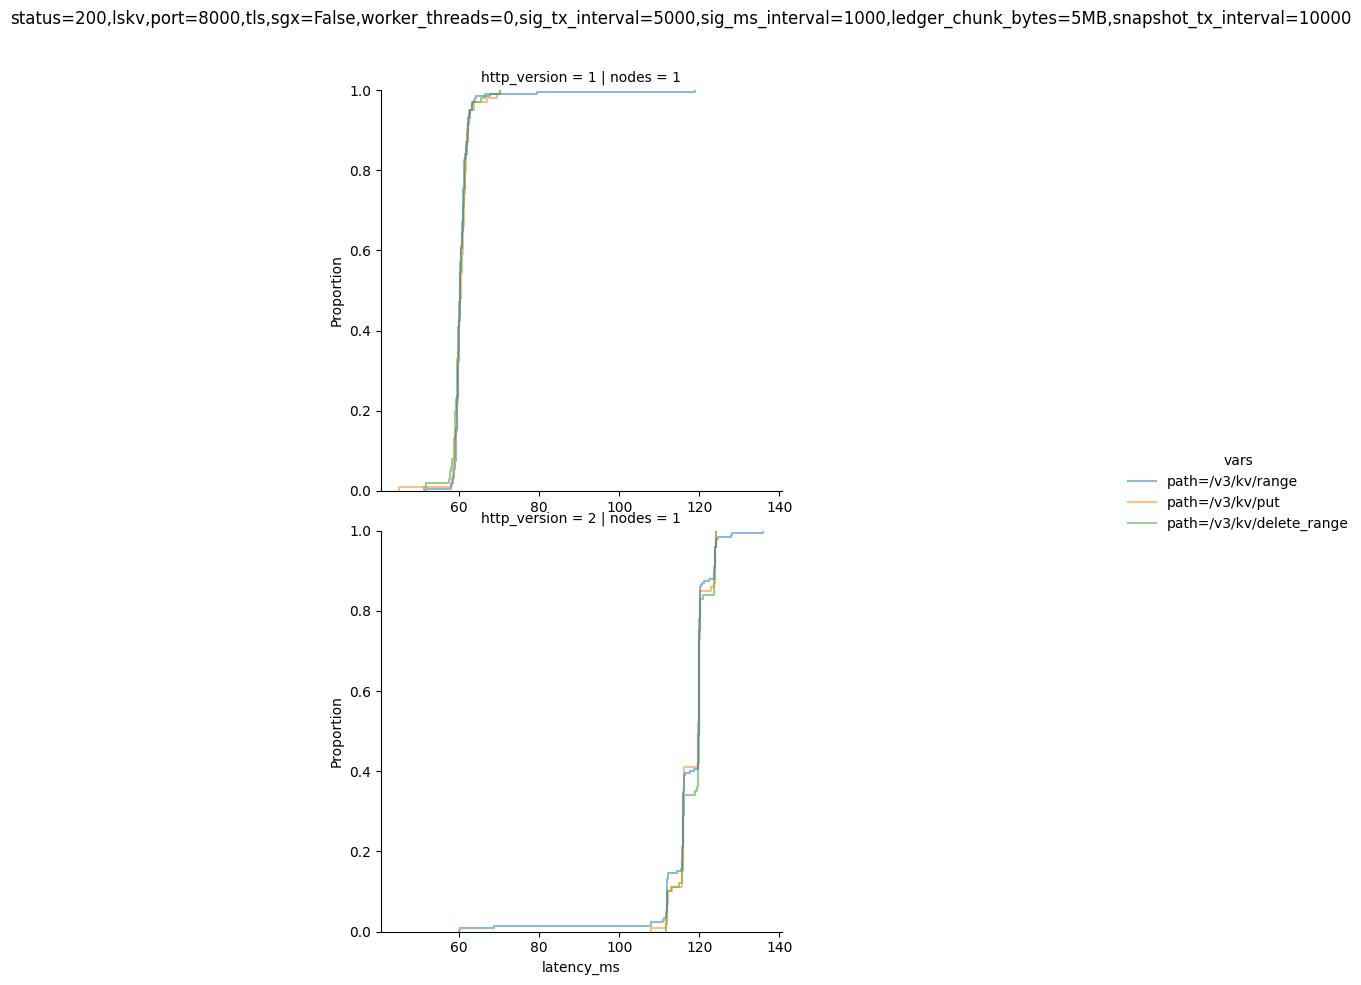 status=200,lskv,port=8000,tls,sgx=False,worker_threads=0,sig_tx_interval=5000,sig_ms_interval=1000,ledger_chunk_bytes=5MB,snapshot_tx_interval=10000
http_version = 1 | nodes = 1
1.0
0.8
0.6
Proportion
0.4
0.2
0.0
60 80 100 120 140
http_version = 2 | nodes = 1
1.0
0.8
0.6
Proportion
0.4
0.2
0.0
60 80 100 120 140
latency_ms
vars
path=/v3/kv/range
path=/v3/kv/put
path=/v3/kv/delete_range